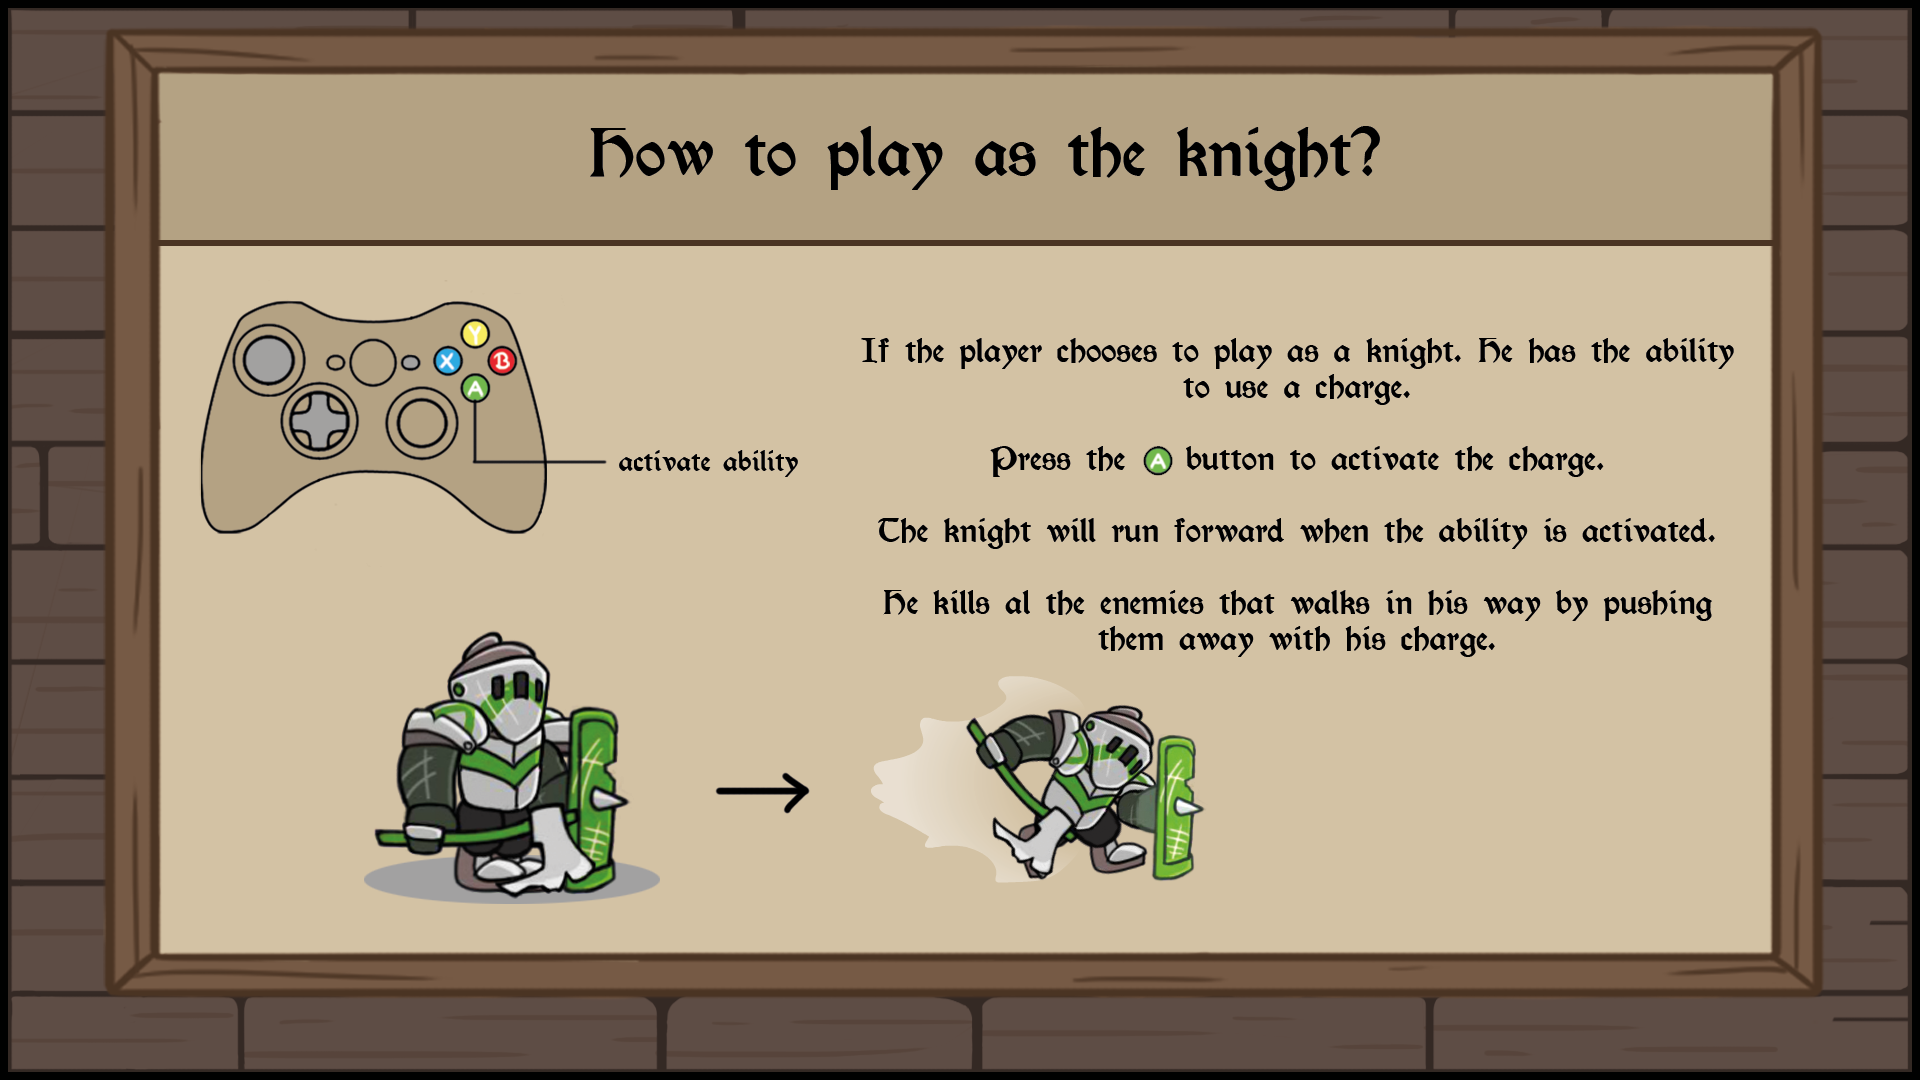 How to play as the knight?
Y
X B
A
activate ability
If the player chooses to play as a knight. He has the ability
to use a charge.
Press the A button to activate the charge.
The knight will run forward when the ability is activated.
He kills al the enemies that walks in his way by pushing
them away with his charge.